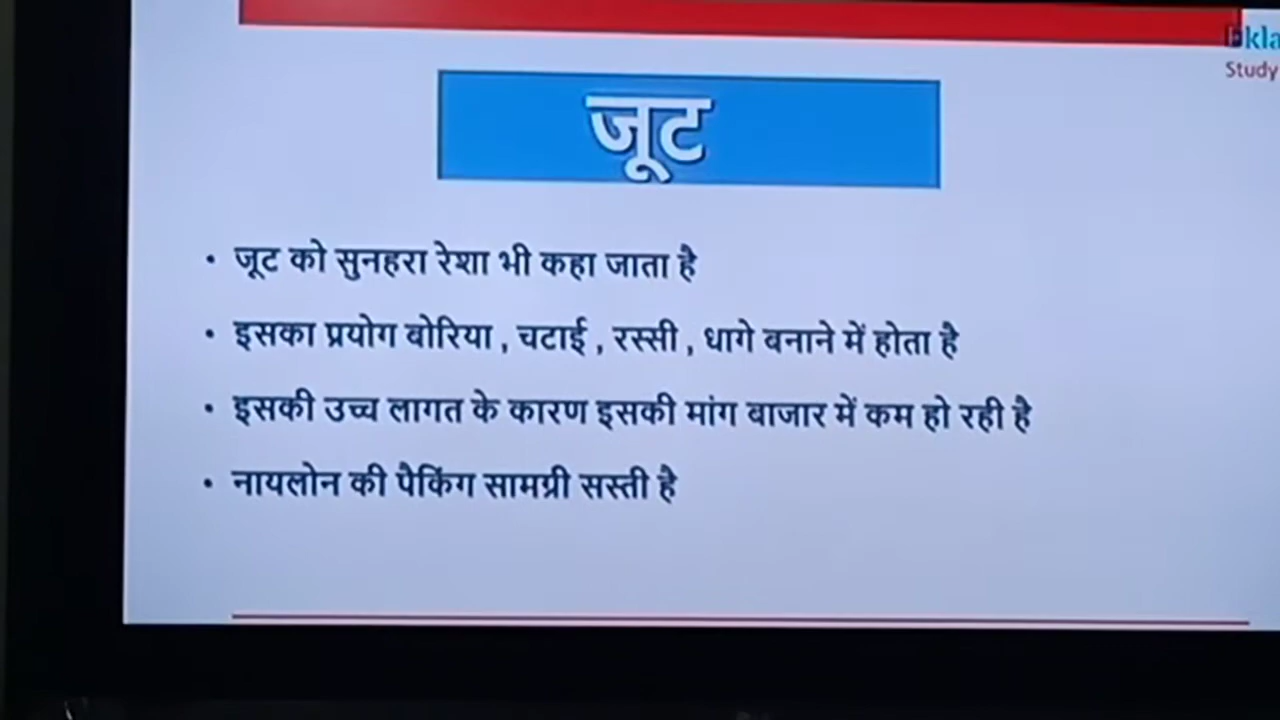 जूट
• जूट को सुनहरा रेशा भी कहा जाता है
• इसका प्रयोग बोरिया , चटाई , रस्सी , धागे बनाने में होता है
• इसकी उच्च लागत के कारण इसकी मांग बाजार में कम हो रही है
• नायलोन की पैकिंग सामग्री सस्ती है
Study